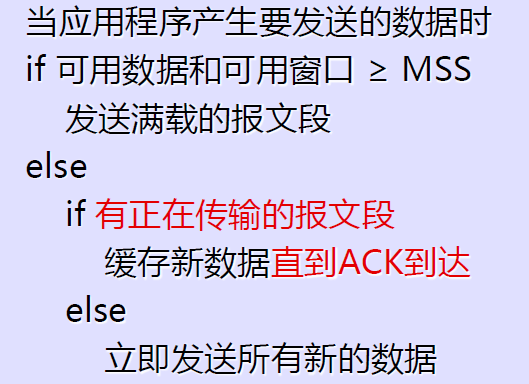 当应用程序产生要发送的数据时
if 可用数据和可用窗口 ≥ MSS
发送满载的报文段
else
if 有正在传输的报文段
缓存新数据直到ACK到达
else
立即发送所有新的数据